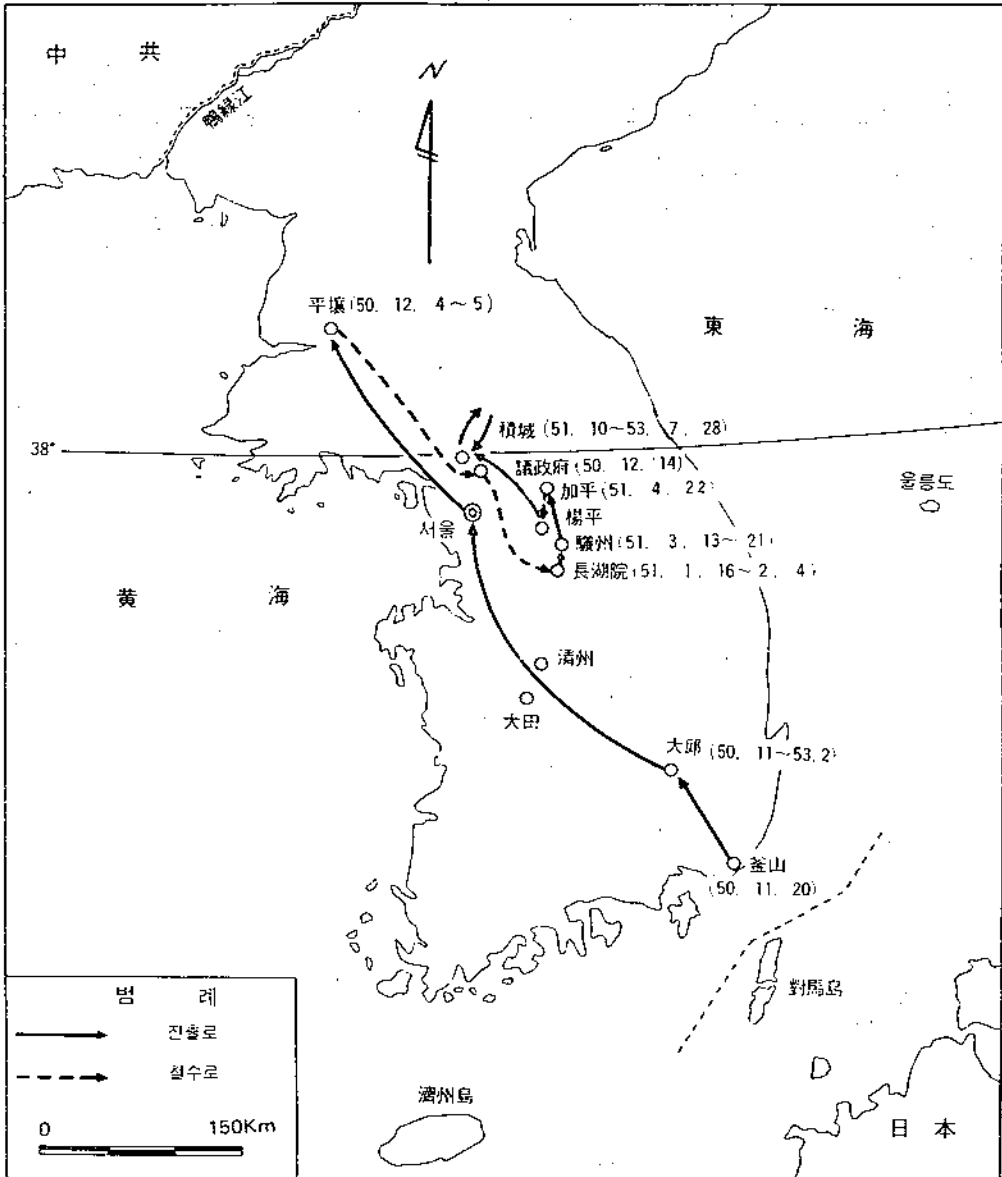 中 共
鴨緑江
N
平壤(50. 12. 4~5)
東 海
38°
積城(51. 10~53. 7. 28)
議政府(50. 12. 14)
加平(51. 4. 22)
楊平
서울
울릉도
驪州(51. 3. 13~21)
長湖院(51. 1. 16~2. 4)
黄 海
淸州
大田
大邱(50. 11~53.2)
釜山
(50. 11. 20)
범 례
진출로
철수로
0 150Km
對馬島
濟州島
日 本